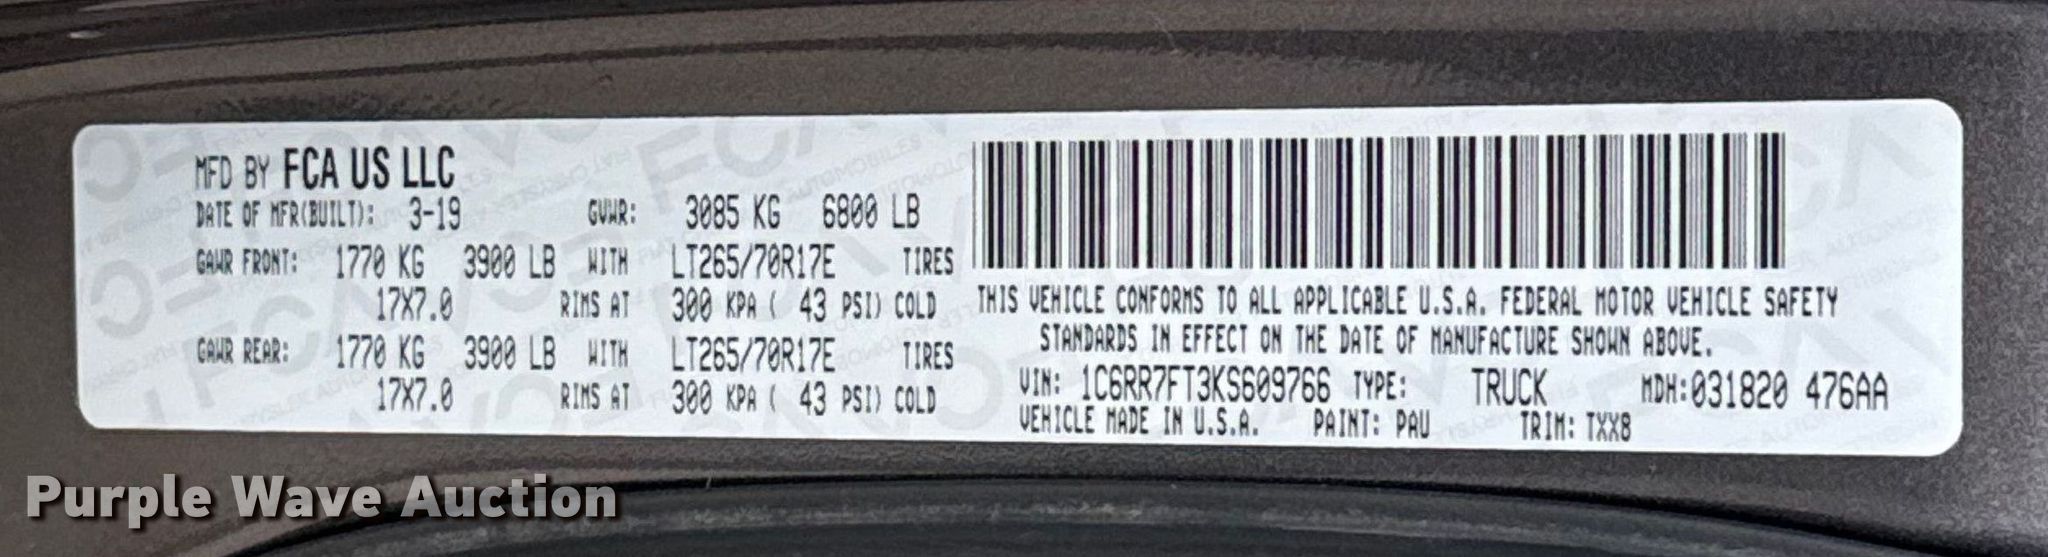 MFD BY FCA US LLC
DATE OF MFR(BUILT): 3-19 GVWR: 3085 KG 6800 LB
GAWR FRONT: 1770 KG 3900 LB WITH LT265/70R17E TIRES
17X7.0 RIMS AT 300 KPA ( 43 PSI) COLD
GAWR REAR: 1770 KG 3900 LB WITH LT265/70R17E TIRES
17X7.0 RIMS AT 300 KPA ( 43 PSI) COLD
THIS VEHICLE CONFORMS TO ALL APPLICABLE U.S.A. FEDERAL MOTOR VEHICLE SAFETY
STANDARDS IN EFFECT ON THE DATE OF MANUFACTURE SHOWN ABOVE.
VIN: 1C6RR7FT3KS609766 TYPE: TRUCK MDH:031820 476AA
VEHICLE MADE IN U.S.A. PAINT: PAU TRIM: TXX8
Purple Wave Auction